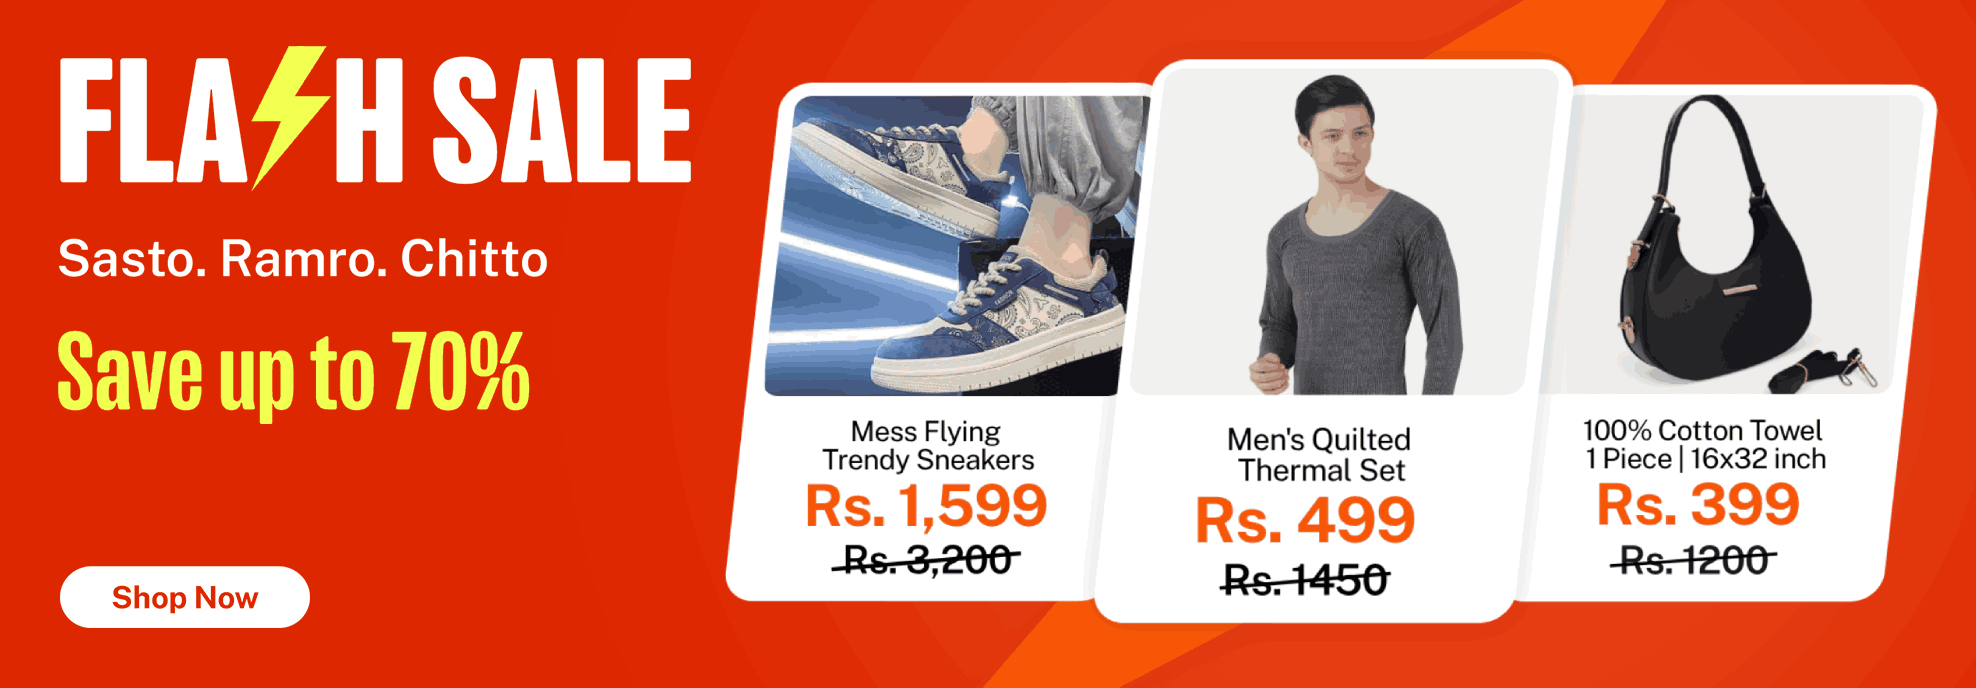 FLASH SALE
Sasto. Ramro. Chitto
Save up to 70%
Shop Now
FASHION
Mess Flying
Trendy Sneakers
Rs. 1,599
Rs. 3,200
Men's Quilted
Thermal Set
Rs. 499
Rs. 1450
100% Cotton Towel
1 Piece | 16x32 inch
Rs. 399
Rs. 1200